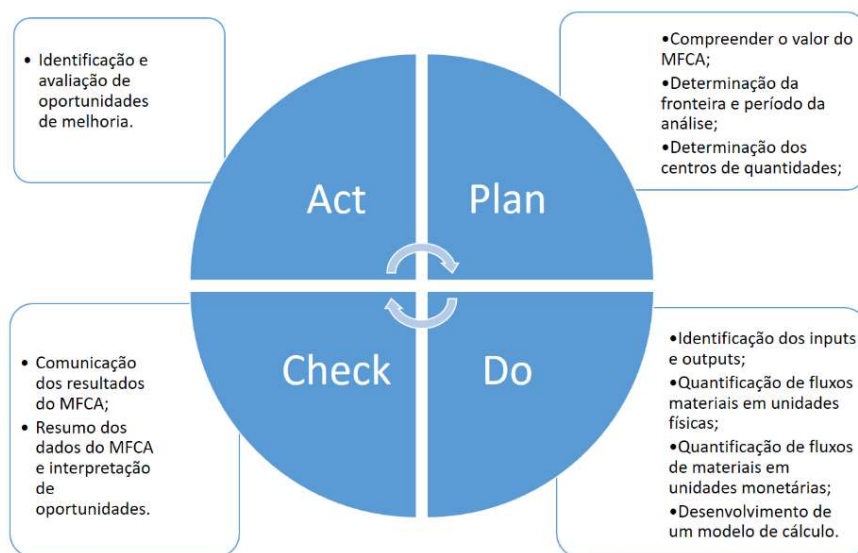 • Identificação e
avaliação de
oportunidades
de melhoria.
•Compreender o valor do
MFCA;
•Determinação da
fronteira e período da
análise;
•Determinação dos
centros de quantidades;
Act
Plan
Check
Do
• Comunicação
dos resultados
do MFCA;
• Resumo dos
dados do MFCA
e interpretação
de
oportunidades.
•Identificação dos inputs
e outputs;
•Quantificação de fluxos
materiais em unidades
físicas;
•Quantificação de fluxos
de materiais em
unidades monetárias;
•Desenvolvimento de
um modelo de cálculo.